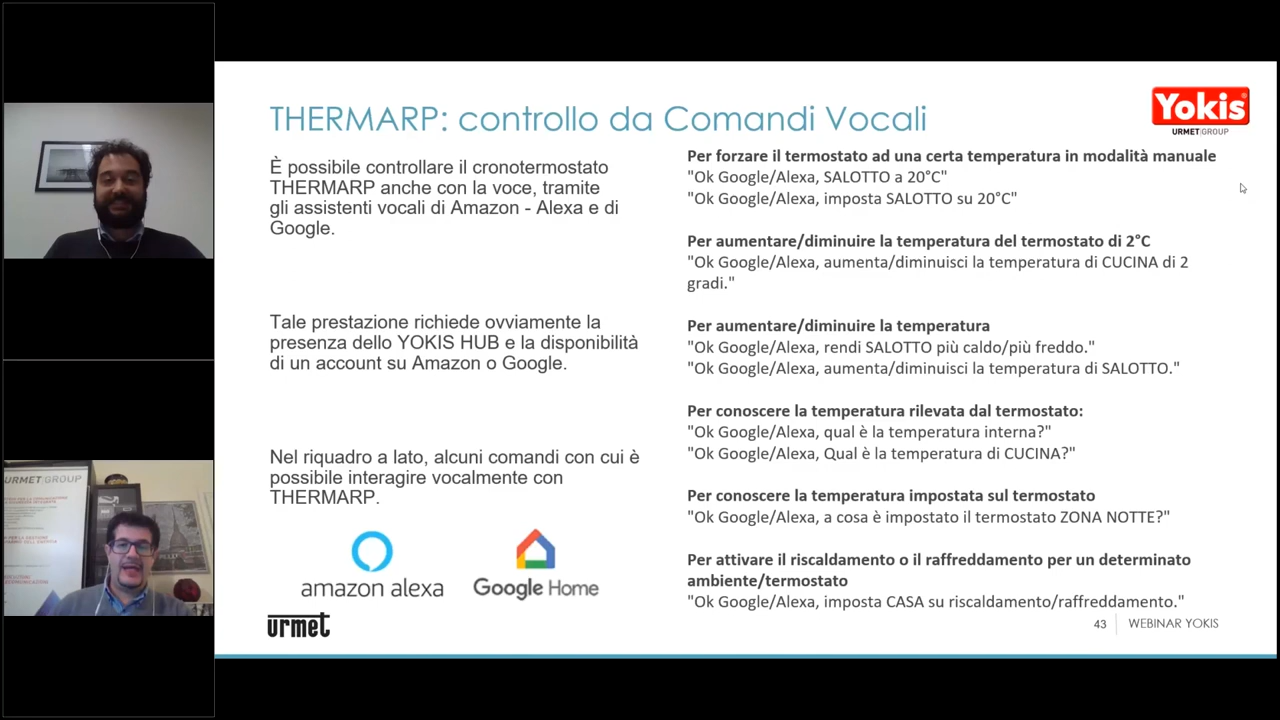 THERMARP: controllo da Comandi Vocali
Yokis
URMET GROUP
È possibile controllare il cronotermostato
THERMARP anche con la voce, tramite
gli assistenti vocali di Amazon - Alexa e di
Google.
Tale prestazione richiede ovviamente la
presenza dello YOKIS HUB e la disponibilità
di un account su Amazon o Google.
Nel riquadro a lato, alcuni comandi con cui è
possibile interagire vocalmente con
THERMARP.
amazon alexa
Google Home
urmet
Per forzare il termostato ad una certa temperatura in modalità manuale
"Ok Google/Alexa, SALOTTO a 20°C"
"Ok Google/Alexa, imposta SALOTTO su 20°C"
Per aumentare/diminuire la temperatura del termostato di 2°C
"Ok Google/Alexa, aumenta/diminuisci la temperatura di CUCINA di 2
gradi."
Per aumentare/diminuire la temperatura
"Ok Google/Alexa, rendi SALOTTO più caldo/più freddo."
"Ok Google/Alexa, aumenta/diminuisci la temperatura di SALOTTO."
Per conoscere la temperatura rilevata dal termostato:
"Ok Google/Alexa, qual è la temperatura interna?"
"Ok Google/Alexa, Qual è la temperatura di CUCINA?"
Per conoscere la temperatura impostata sul termostato
"Ok Google/Alexa, a cosa è impostato il termostato ZONA NOTTE?"
Per attivare il riscaldamento o il raffreddamento per un determinato
ambiente/termostato
"Ok Google/Alexa, imposta CASA su riscaldamento/raffreddamento."
43
WEBINAR YOKIS
URMET GROUP